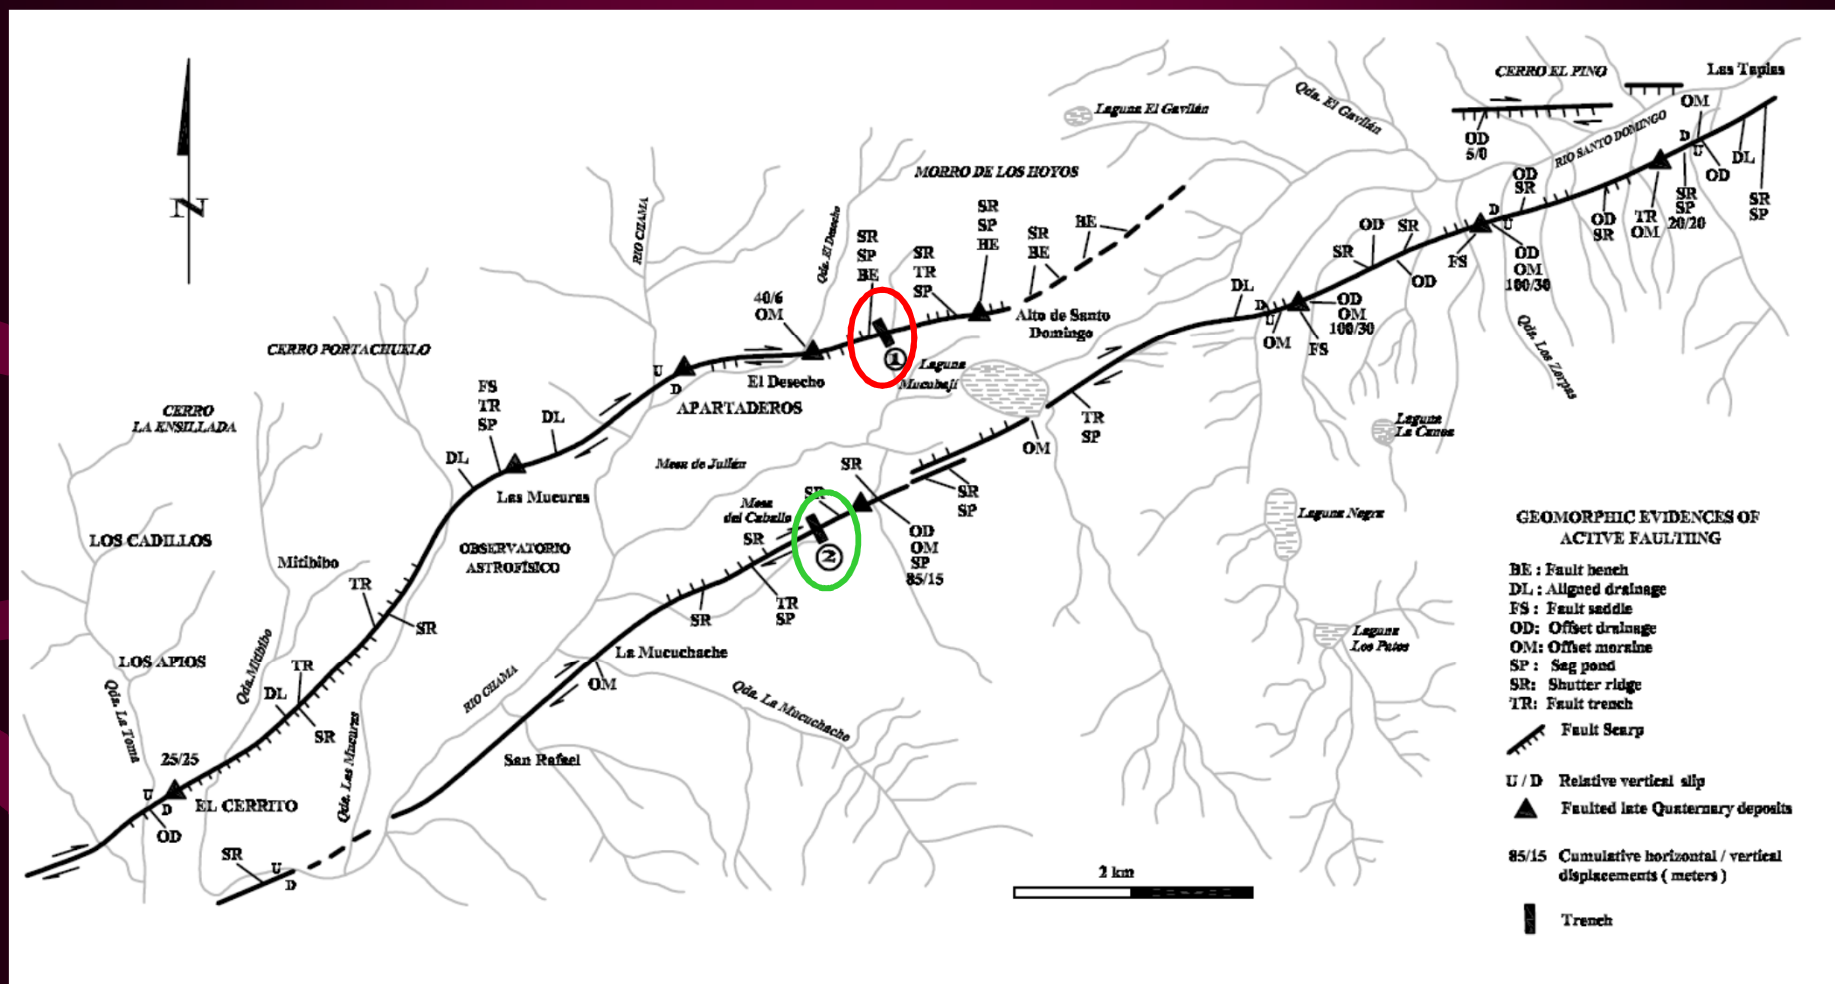 CERRO EL PINO
Las Tapias
Laguna El Gavilán
Qda. El Gavilán
OM
OD
5/0
RIO SANTO DOMINGO
D
U
OD
DL
SR
SP
20/20
SR
SP
TR
OM
OD
SR
OD
SR
D
U
OD
OM
100/30
FS
SR
OD
OD
SR
MORRO DE LOS HOYOS
RIO CHAMA
Qda. El Desecho
SR
SP
BE
SR
TR
SP
SR
SP
BE
SR
BE
BE
N
40/6
OM
DL
D
U
OM
OD
OM
100/30
FS
Qda. Los Zerpas
Alto de Santo
Domingo
CERRO PORTACHUELO
U
D
El Desecho
①
Laguna
Mucubají
APARTADEROS
FS
TR
SP
DL
CERRO
LA ENSILLADA
TR
SP
OM
Laguna
La Canoa
DL
Mesa de Julián
SR
Las Mucuras
SR
Mesa
del Caballo
SR
SP
Laguna Negra
GEOMORPHIC EVIDENCES OF
ACTIVE FAULTIING
LOS CADILLOS
OBSERVATORIO
ASTROFÍSICO
SR
②
OD
OM
SP
85/15
Mitibibo
TR
BE : Fault bench
DL : Aligned drainage
FS : Fault saddle
OD: Offset drainage
OM: Offset moraine
SP : Sag pond
SR: Shutter ridge
TR: Fault trench
Fault Scarp
U / D Relative vertical slip
Faulted late Quaternary deposits
85/15 Cumulative horizontal / vertical
displacements ( meters )
Trench
TR
SP
SR
SR
La Mucuchache
Laguna
Los Patos
LOS APIOS
Qda. Mitibibo
TR
DL
SR
OM
RIO CHAMA
Qda. La Mucuchache
Qda. La Toma
Qda. Las Mucuras
San Rafael
25/25
U
D
EL CERRITO
OD
SR
U
D
2 km